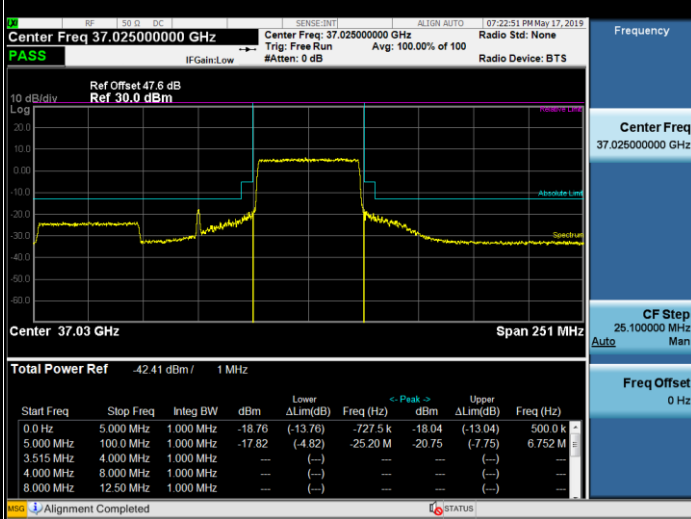 RF 50 Ω DC SENSE:INT ALIGN AUTO 07:22:51 PM May 17, 2019
Center Freq 37.025000000 GHz Center Freq: 37.025000000 GHz Radio Std: None
Trig: Free Run Avg: 100.00% of 100
PASS IFGain:Low #Atten: 0 dB Radio Device: BTS
Ref Offset 47.6 dB
10 dB/div Ref 30.0 dBm
Log
Relative Limit
20.0
10.0
0.00
-10.0
Absolute Limit
-20.0
Spectrum
-30.0
-40.0
-50.0
-60.0
Center 37.03 GHz Span 251 MHz
Total Power Ref -42.41 dBm / 1 MHz
Lower <- Peak -> Upper
Start Freq Stop Freq Integ BW dBm ΔLim(dB) Freq (Hz) dBm ΔLim(dB) Freq (Hz)
0.0 Hz 5.000 MHz 1.000 MHz -18.76 (-13.76) -727.5 k -18.04 (-13.04) 500.0 k
5.000 MHz 100.0 MHz 1.000 MHz -17.82 (-4.82) -25.20 M -20.75 (-7.75) 6.752 M
3.515 MHz 4.000 MHz 1.000 MHz --- (---) --- --- (---) ---
4.000 MHz 8.000 MHz 1.000 MHz --- (---) --- --- (---) ---
8.000 MHz 12.50 MHz 1.000 MHz --- (---) --- --- (---) ---
MSG Alignment Completed STATUS
Frequency
Center Freq
37.025000000 GHz
CF Step
25.100000 MHz
Auto Man
Freq Offset
0 Hz